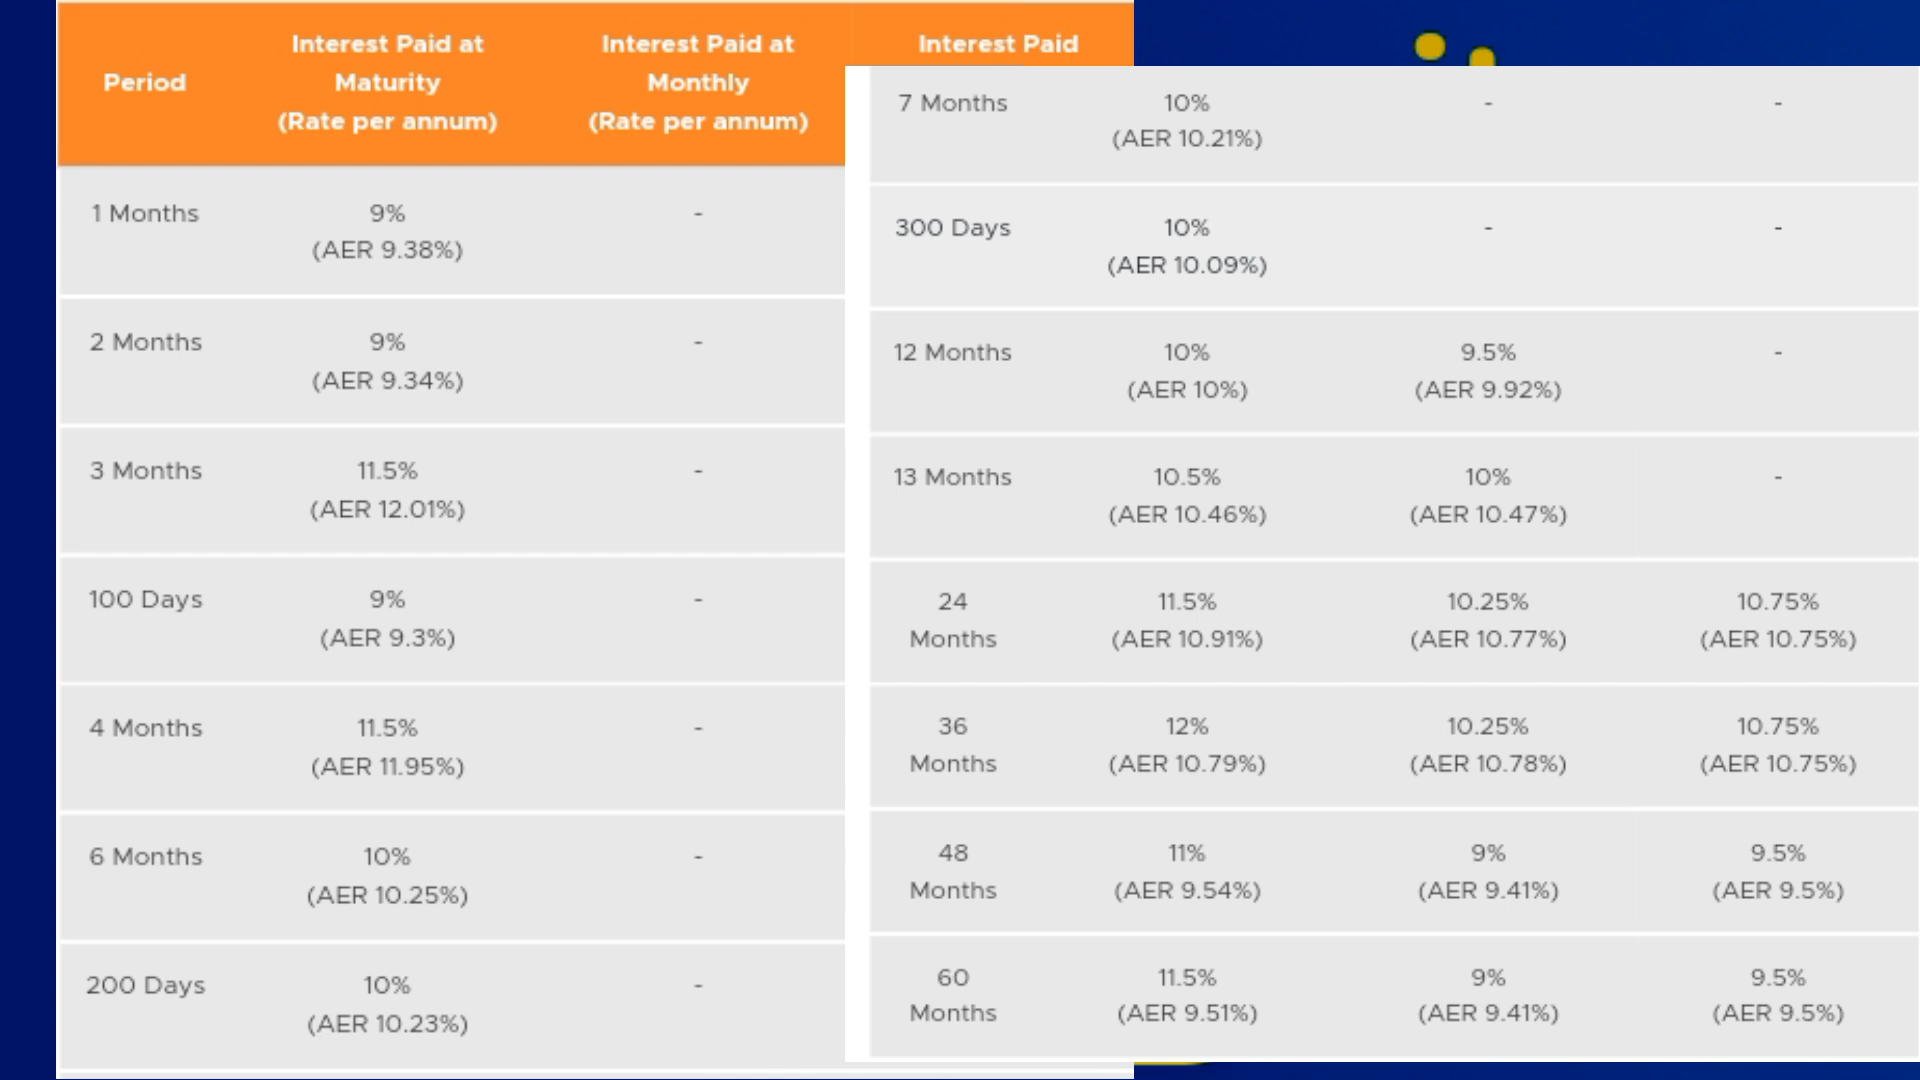 Period
Interest Paid at
Maturity
(Rate per annum)
Interest Paid at
Monthly
(Rate per annum)
Interest Paid
1 Months 9% -
(AER 9.38%)
2 Months 9% -
(AER 9.34%)
3 Months 11.5% -
(AER 12.01%)
100 Days 9% -
(AER 9.3%)
4 Months 11.5% -
(AER 11.95%)
6 Months 10% -
(AER 10.25%)
200 Days 10% -
(AER 10.23%)
7 Months 10% - -
(AER 10.21%)
300 Days 10% - -
(AER 10.09%)
12 Months 10% 9.5% -
(AER 10%) (AER 9.92%)
13 Months 10.5% 10% -
(AER 10.46%) (AER 10.47%)
24 11.5% 10.25% 10.75%
Months (AER 10.91%) (AER 10.77%) (AER 10.75%)
36 12% 10.25% 10.75%
Months (AER 10.79%) (AER 10.78%) (AER 10.75%)
48 11% 9% 9.5%
Months (AER 9.54%) (AER 9.41%) (AER 9.5%)
60 11.5% 9% 9.5%
Months (AER 9.51%) (AER 9.41%) (AER 9.5%)